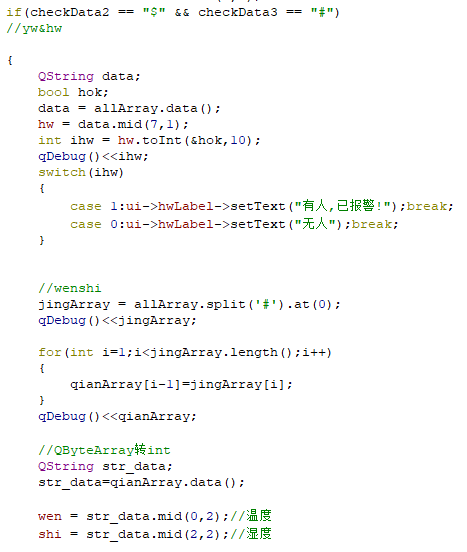 if(checkData2 == "$" && checkData3 == "#")
//yw&hw
{
QString data;
bool hok;
data = allArray.data();
hw = data.mid(7,1);
int ihw = hw.toInt(&hok,10);
qDebug()<<ihw;
switch(ihw)
{
case 1:ui->hwLabel->setText("有人,已报警!");break;
case 0:ui->hwLabel->setText("无人");break;
}
//wenshi
jingArray = allArray.split('#').at(0);
qDebug()<<jingArray;
for(int i=1;i<jingArray.length();i++)
{
qianArray[i-1]=jingArray[i];
}
qDebug()<<qianArray;
//QByteArray转int
QString str_data;
str_data=qianArray.data();
wen = str_data.mid(0,2);//温度
shi = str_data.mid(2,2);//湿度